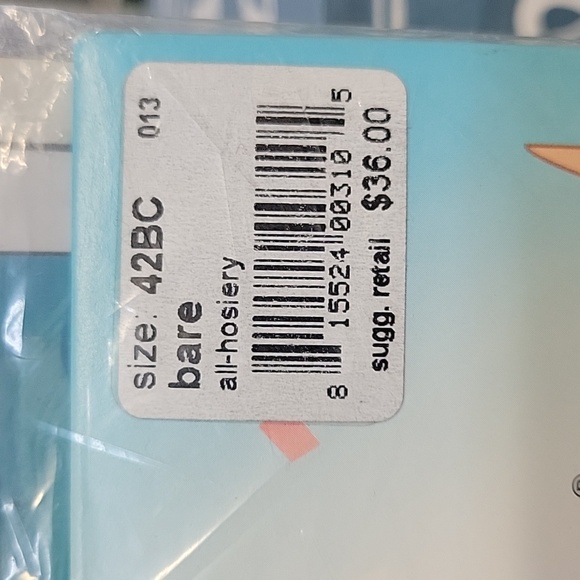 size: 42BC 013
bare
all-hosiery
8 15524 00310 5
sugg. retail $36.00